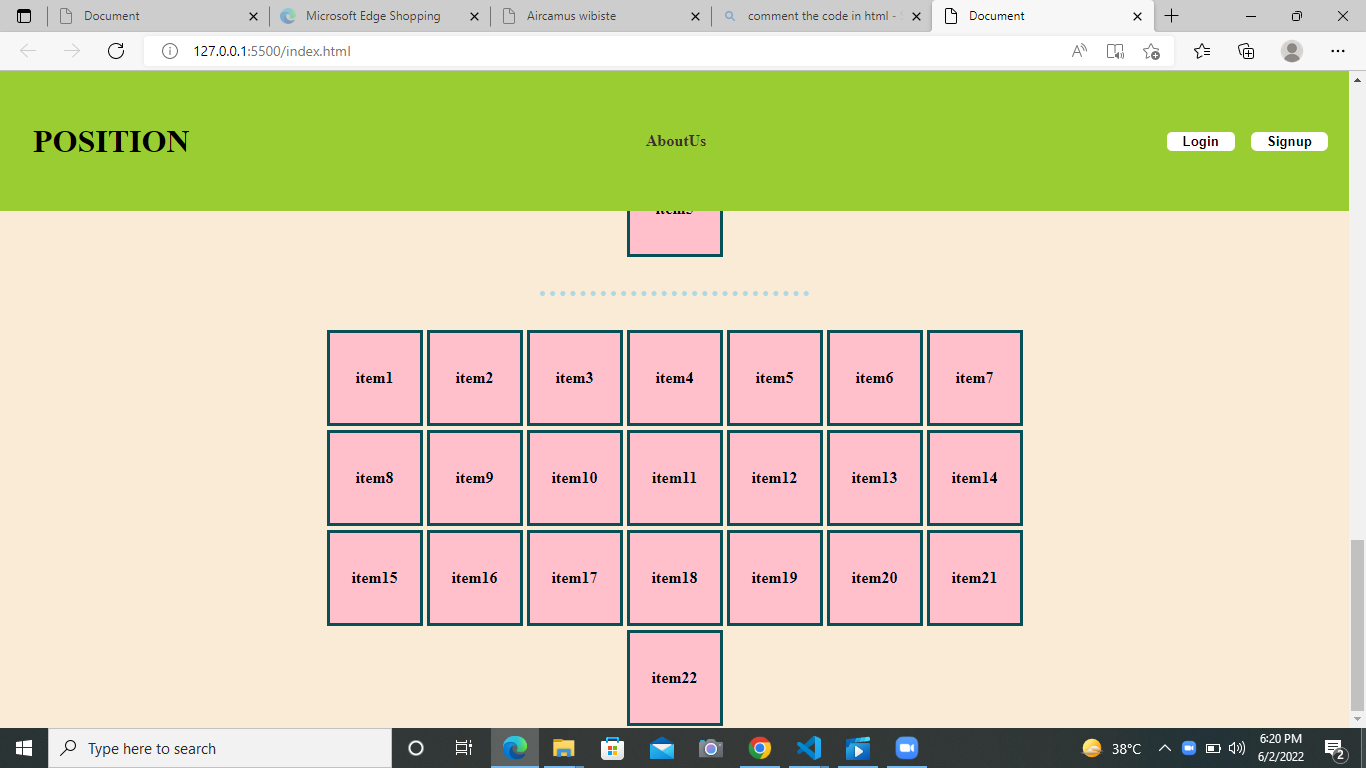 Document
Microsoft Edge Shopping
Aircamus wibiste
comment the code in html -
Document
127.0.0.1:5500/index.html
POSITION
AboutUs
Login
Signup
item1 item2 item3 item4 item5 item6 item7
item8 item9 item10 item11 item12 item13 item14
item15 item16 item17 item18 item19 item20 item21
item22
Type here to search
38°C
6:20 PM
6/2/2022
2